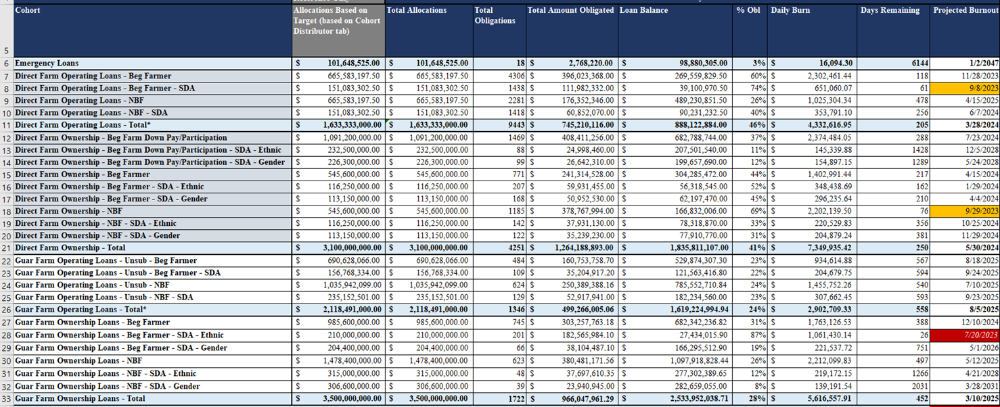 Cohort Allocations Based on Target (based on Cohort Distributor tab) Total Allocations Total Obligations Total Amount Obligated Loan Balance % Obl Daily Burn Days Remaining Projected Burnout
5
6 Emergency Loans $ 101,648,525.00 $ 101,648,525.00 18 $ 2,768,220.00 $ 98,880,305.00 3% $ 16,094.30 6144 1/2/2047
7 Direct Farm Operating Loans - Beg Farmer $ 665,583,197.50 $ 665,583,197.50 4306 $ 396,023,368.00 $ 269,559,829.50 60% $ 2,302,461.44 118 11/28/2023
8 Direct Farm Operating Loans - Beg Farmer - SDA $ 151,083,302.50 $ 151,083,302.50 1438 $ 111,982,332.00 $ 39,100,970.50 74% $ 651,060.07 61 9/8/2023
9 Direct Farm Operating Loans - NBF $ 665,583,197.50 $ 665,583,197.50 2281 $ 176,352,346.00 $ 489,230,851.50 26% $ 1,025,304.34 478 4/15/2025
10 Direct Farm Operating Loans - NBF - SDA $ 151,083,302.50 $ 151,083,302.50 1418 $ 60,852,070.00 $ 90,231,232.50 40% $ 353,791.10 256 6/7/2024
11 Direct Farm Operating Loans - Total* $ 1,633,333,000.00 $ 1,633,333,000.00 9443 $ 745,210,116.00 $ 888,122,884.00 46% $ 4,332,616.95 205 3/28/2024
12 Direct Farm Ownership - Beg Farm Down Pay/Participation $ 1,091,200,000.00 $ 1,091,200,000.00 1469 $ 408,411,256.00 $ 682,788,744.00 37% $ 2,374,484.05 288 7/23/2024
13 Direct Farm Ownership - Beg Farm Down Pay/Participation - SDA - Ethnic $ 232,500,000.00 $ 232,500,000.00 88 $ 24,998,460.00 $ 207,501,540.00 11% $ 145,339.88 1428 12/5/2028
14 Direct Farm Ownership - Beg Farm Down Pay/Participation - SDA - Gender $ 226,300,000.00 $ 226,300,000.00 99 $ 26,642,310.00 $ 199,657,690.00 12% $ 154,897.15 1289 5/24/2028
15 Direct Farm Ownership - Beg Farmer $ 545,600,000.00 $ 545,600,000.00 771 $ 241,314,528.00 $ 304,285,472.00 44% $ 1,402,991.44 217 4/15/2024
16 Direct Farm Ownership - Beg Farmer - SDA - Ethnic $ 116,250,000.00 $ 116,250,000.00 207 $ 59,931,455.00 $ 56,318,545.00 52% $ 348,438.69 162 1/29/2024
17 Direct Farm Ownership - Beg Farmer - SDA - Gender $ 113,150,000.00 $ 113,150,000.00 168 $ 50,952,530.00 $ 62,197,470.00 45% $ 296,235.64 210 4/4/2024
18 Direct Farm Ownership - NBF $ 545,600,000.00 $ 545,600,000.00 1185 $ 378,767,994.00 $ 166,832,006.00 69% $ 2,202,139.50 76 9/29/2023
19 Direct Farm Ownership - NBF - SDA - Ethnic $ 116,250,000.00 $ 116,250,000.00 142 $ 37,931,130.00 $ 78,318,870.00 33% $ 220,529.83 356 10/25/2024
20 Direct Farm Ownership - NBF - SDA - Gender $ 113,150,000.00 $ 113,150,000.00 122 $ 35,239,230.00 $ 77,910,770.00 31% $ 204,879.24 381 11/29/2024
21 Direct Farm Ownership - Total $ 3,100,000,000.00 $ 3,100,000,000.00 4251 $ 1,264,188,893.00 $ 1,835,811,107.00 41% $ 7,349,935.42 250 5/30/2024
22 Guar Farm Operating Loans - Unsub - Beg Farmer $ 690,628,066.00 $ 690,628,066.00 484 $ 160,753,758.70 $ 529,874,307.30 23% $ 934,614.88 567 8/18/2025
23 Guar Farm Operating Loans - Unsub - Beg Farmer - SDA $ 156,768,334.00 $ 156,768,334.00 109 $ 35,204,917.20 $ 121,563,416.80 22% $ 204,679.75 594 9/24/2025
24 Guar Farm Operating Loans - Unsub - NBF $ 1,035,942,099.00 $ 1,035,942,099.00 624 $ 250,389,388.16 $ 785,552,710.84 24% $ 1,455,752.26 540 7/10/2025
25 Guar Farm Operating Loans - Unsub - NBF - SDA $ 235,152,501.00 $ 235,152,501.00 129 $ 52,917,941.00 $ 182,234,560.00 23% $ 307,662.45 593 9/23/2025
26 Guar Farm Operating Loans - Total* $ 2,118,491,000.00 $ 2,118,491,000.00 1346 $ 499,266,005.06 $ 1,619,224,994.94 24% $ 2,902,709.33 558 8/5/2025
27 Guar Farm Ownership Loans - Beg Farmer $ 985,600,000.00 $ 985,600,000.00 745 $ 303,257,763.18 $ 682,342,236.82 31% $ 1,763,126.53 388 12/10/2024
28 Guar Farm Ownership Loans - Beg Farmer - SDA - Ethnic $ 210,000,000.00 $ 210,000,000.00 201 $ 182,565,984.10 $ 27,434,015.90 87% $ 1,061,430.14 26 7/20/2023
29 Guar Farm Ownership Loans - Beg Farmer - SDA - Gender $ 204,400,000.00 $ 204,400,000.00 66 $ 38,104,487.10 $ 166,295,512.90 19% $ 221,537.72 751 5/1/2026
30 Guar Farm Ownership Loans - NBF $ 1,478,400,000.00 $ 1,478,400,000.00 623 $ 380,481,171.56 $ 1,097,918,828.44 26% $ 2,212,099.83 497 5/12/2025
31 Guar Farm Ownership Loans - NBF - SDA - Ethnic $ 315,000,000.00 $ 315,000,000.00 48 $ 37,697,610.35 $ 277,302,389.65 12% $ 219,172.15 1266 4/21/2028
32 Guar Farm Ownership Loans - NBF - SDA - Gender $ 306,600,000.00 $ 306,600,000.00 39 $ 23,940,945.00 $ 282,659,055.00 8% $ 139,191.54 2031 3/28/2031
33 Guar Farm Ownership Loans - Total $ 3,500,000,000.00 $ 3,500,000,000.00 1722 $ 966,047,961.29 $ 2,533,952,038.71 28% $ 5,616,557.91 452 3/10/2025